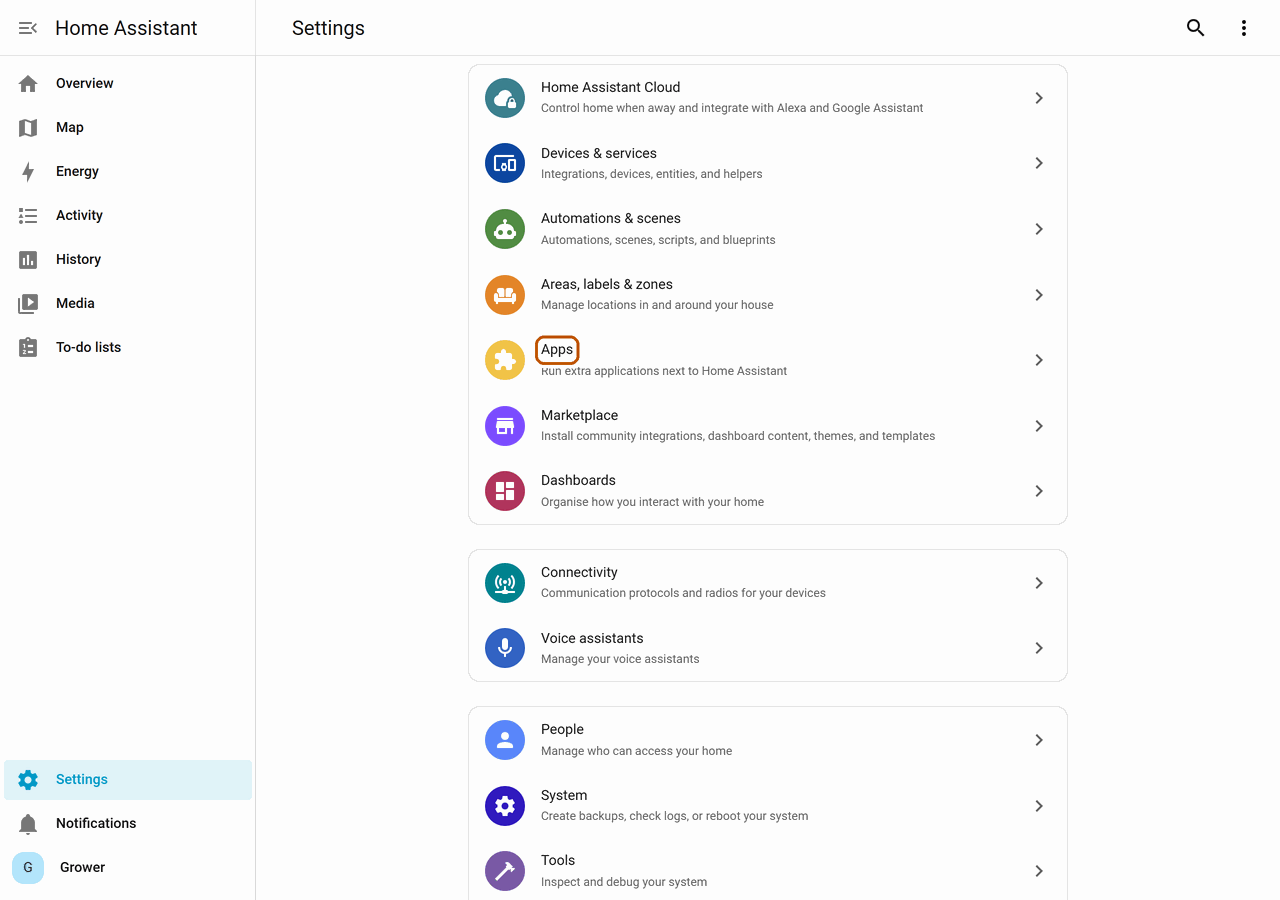 Home Assistant
Settings
Overview
Map
Energy
Activity
History
Media
To-do lists
Settings
Notifications
G
Grower
Home Assistant Cloud
Control home when away and integrate with Alexa and Google Assistant
Devices & services
Integrations, devices, entities, and helpers
Automations & scenes
Automations, scenes, scripts, and blueprints
Areas, labels & zones
Manage locations in and around your house
Apps
Run extra applications next to Home Assistant
Marketplace
Install community integrations, dashboard content, themes, and templates
Dashboards
Organise how you interact with your home
Connectivity
Communication protocols and radios for your devices
Voice assistants
Manage your voice assistants
People
Manage who can access your home
System
Create backups, check logs, or reboot your system
Tools
Inspect and debug your system